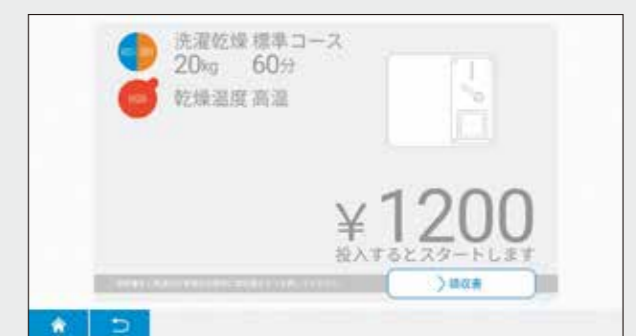 洗濯乾燥 標準コース
20kg 60分
乾燥温度 高温
¥1200
投入するとスタートします
領収書